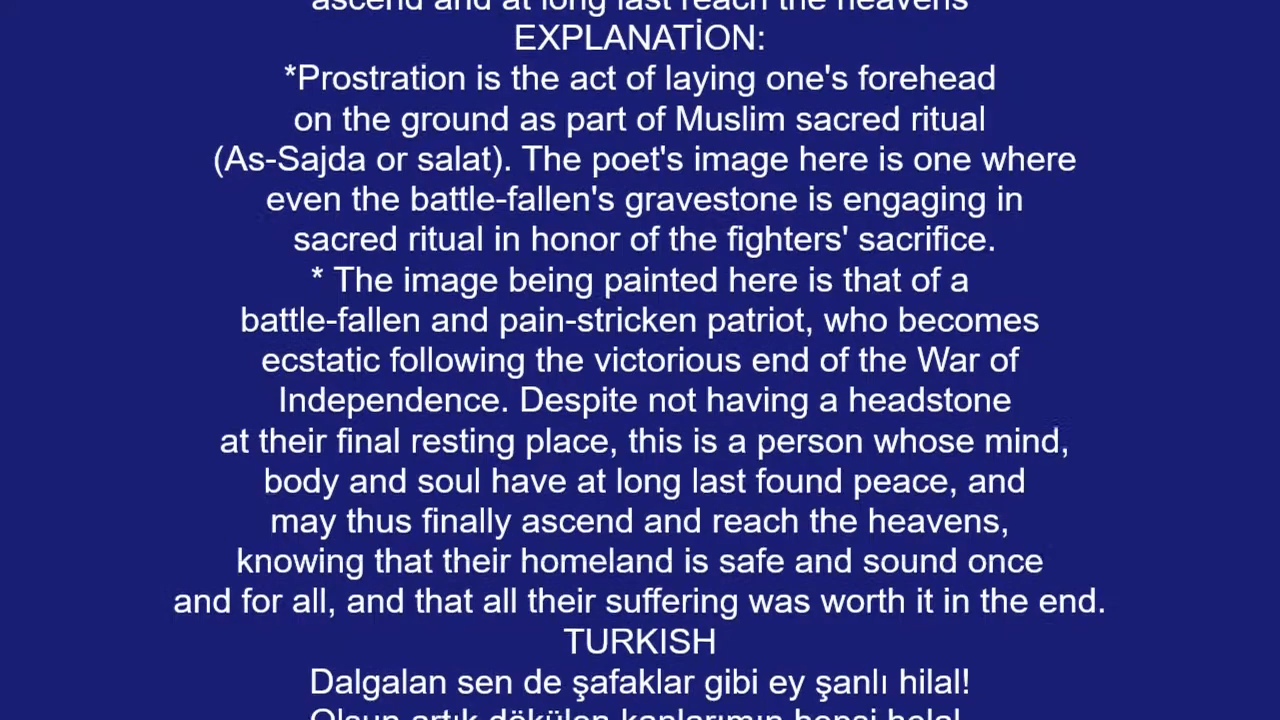 ascend and at long last reach the heavens
EXPLANATİON:
*Prostration is the act of laying one's forehead
on the ground as part of Muslim sacred ritual
(As-Sajda or salat). The poet's image here is one where
even the battle-fallen's gravestone is engaging in
sacred ritual in honor of the fighters' sacrifice.
* The image being painted here is that of a
battle-fallen and pain-stricken patriot, who becomes
ecstatic following the victorious end of the War of
Independence. Despite not having a headstone
at their final resting place, this is a person whose mind,
body and soul have at long last found peace, and
may thus finally ascend and reach the heavens,
knowing that their homeland is safe and sound once
and for all, and that all their suffering was worth it in the end.
TURKISH
Dalgalan sen de şafaklar gibi ey şanlı hilal!
Olsun artık dökülen kanlarımın hepsi helal